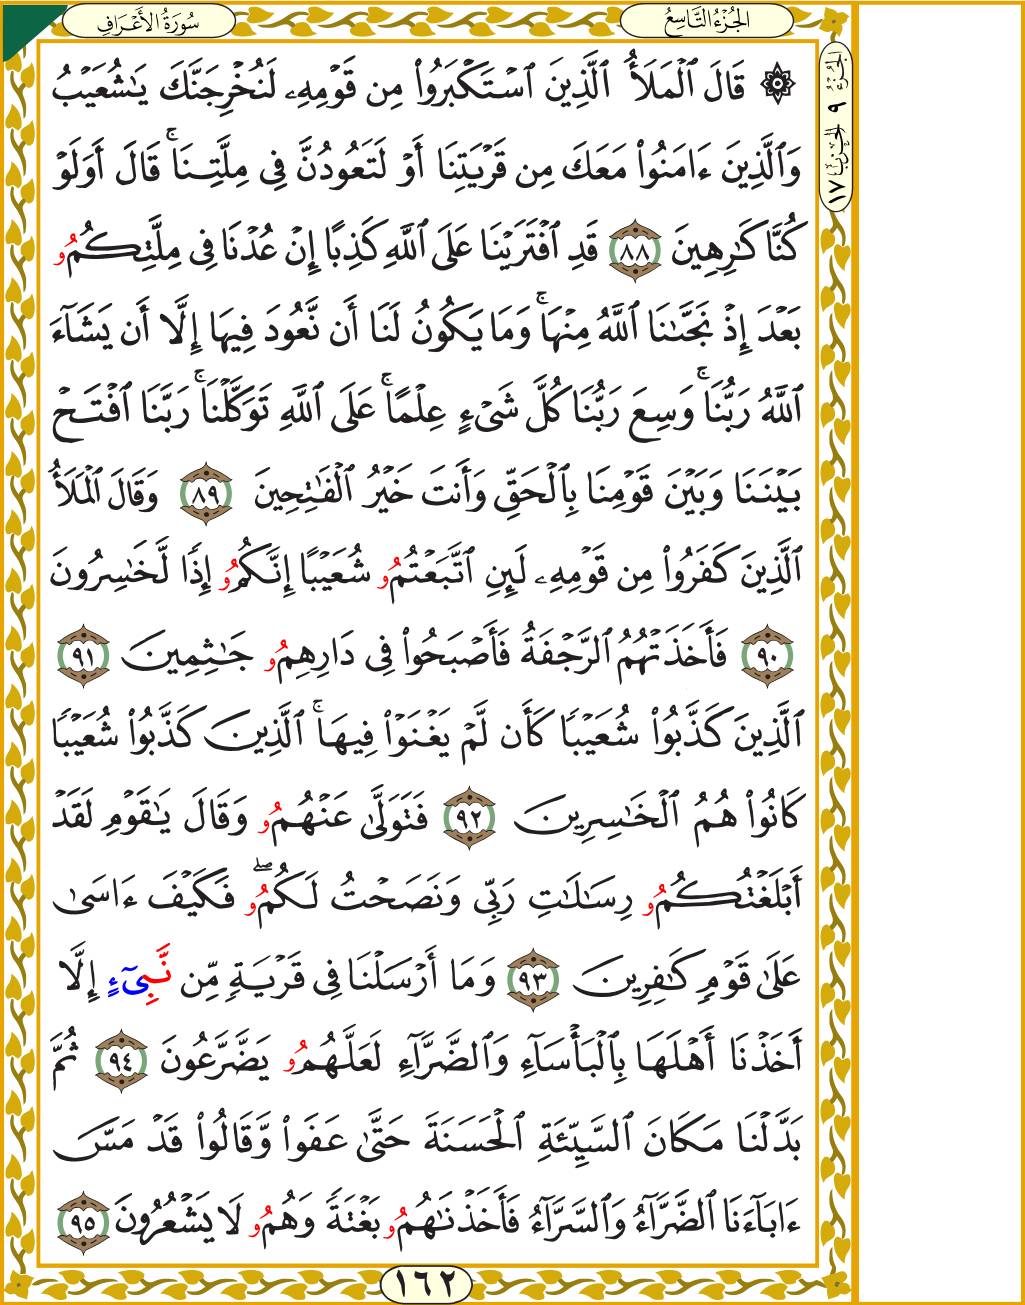 الجُزْءُ التَّاسِعُ
سُورَةُ الأَعْرَافِ
۞ قَالَ ٱلۡمَلَأُ ٱلَّذِينَ ٱسۡتَكۡبَرُواْ مِن قَوۡمِهِۦ لَنُخۡرِجَنَّكَ يَٰشُعَيۡبُ
وَٱلَّذِينَ ءَامَنُواْ مَعَكَ مِن قَرۡيَتِنَا أَوۡ لَتَعُودُنَّ فِي مِلَّتِنَاۚ قَالَ أَوَلَوۡ
كُنَّا كَٰرِهِينَ ٨٨ قَدِ ٱفۡتَرَيۡنَا عَلَى ٱللَّهِ كَذِبًا إِنۡ عُدۡنَا فِي مِلَّتِكُمُۥ
بَعۡدَ إِذۡ نَجَّىٰنَا ٱللَّهُ مِنۡهَاۚ وَمَا يَكُونُ لَنَا أَن نَّعُودَ فِيهَا إِلَّا أَن يَشَآءَ
ٱللَّهُ رَبُّنَاۚ وَسِعَ رَبُّنَا كُلَّ شَيۡءٍ عِلۡمًاۚ عَلَى ٱللَّهِ تَوَكَّلۡنَاۚ رَبَّنَا ٱفۡتَحۡ
بَيۡنَنَا وَبَيۡنَ قَوۡمِنَا بِٱلۡحَقِّ وَأَنتَ خَيۡرُ ٱلۡفَٰتِحِينَ ٨٩ وَقَالَ ٱلۡمَلَأُ
ٱلَّذِينَ كَفَرُواْ مِن قَوۡمِهِۦ لَئِنِ ٱتَّبَعۡتُمُۥ شُعَيۡبًا إِنَّكُمُۥ إِذٗا لَّخَٰسِرُونَ
٩٠ فَأَخَذَتۡهُمُ ٱلرَّجۡفَةُ فَأَصۡبَحُواْ فِي دَارِهِمُۥ جَٰثِمِينَ ٩١
ٱلَّذِينَ كَذَّبُواْ شُعَيۡبٗا كَأَن لَّمۡ يَغۡنَوۡاْ فِيهَاۚ ٱلَّذِينَ كَذَّبُواْ شُعَيۡبٗا
كَانُواْ هُمُ ٱلۡخَٰسِرِينَ ٩٢ فَتَوَلَّىٰ عَنۡهُمُۥ وَقَالَ يَٰقَوۡمِ لَقَدۡ
أَبۡلَغۡتُكُمُۥ رِسَٰلَٰتِ رَبِّي وَنَصَحۡتُ لَكُمُۥۖ فَكَيۡفَ ءَاسَىٰ
عَلَىٰ قَوۡمٖ كَٰفِرِينَ ٩٣ وَمَا أَرۡسَلۡنَا فِي قَرۡيَةٖ مِّن نَّبِيٓءٍ إِلَّا
أَخَذۡنَا أَهۡلَهَا بِٱلۡبَأۡسَآءِ وَٱلضَّرَّآءِ لَعَلَّهُمُۥ يَضَّرَّعُونَ ٩٤ ثُمَّ
بَدَّلۡنَا مَكَانَ ٱلسَّيِّئَةِ ٱلۡحَسَنَةَ حَتَّىٰ عَفَواْ وَّقَالُواْ قَدۡ مَسَّ
ءَابَآءَنَا ٱلضَّرَّآءُ وَٱلسَّرَّآءُ فَأَخَذۡنَٰهُمُۥ بَغۡتَةٗ وَهُمُۥ لَا يَشۡعُرُونَ ٩٥
١٦٢
الجُزْءُ ٩ الحِزْبُ ١٧